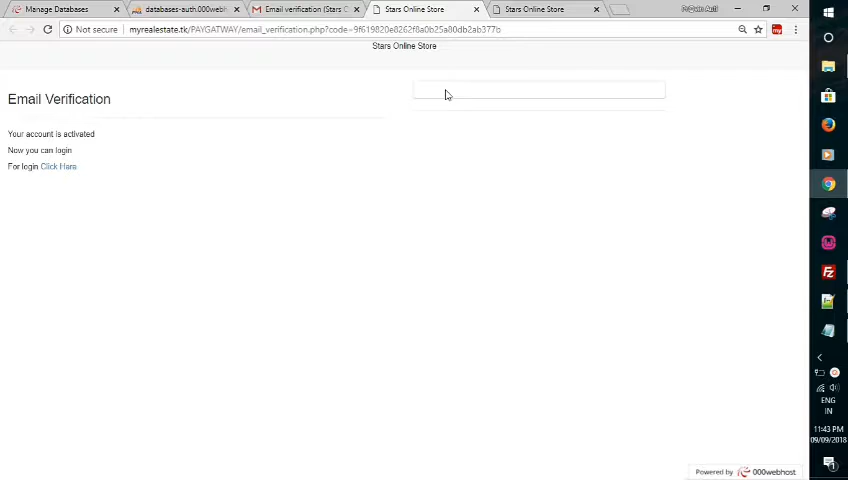 Manage Databases
databases-auth.000webh
Email verification (Stars C
Stars Online Store
Stars Online Store
Not secure
myrealestate.tk/PAYGATWAY/email_verification.php?code=9f619820e8262f8a0b25a80db2ab377b
Stars Online Store
Email Verification
Your account is activated
Now you can login
For login Click Here
ENG
IN
11:43 PM
09/09/2018
Powered by 000webhost